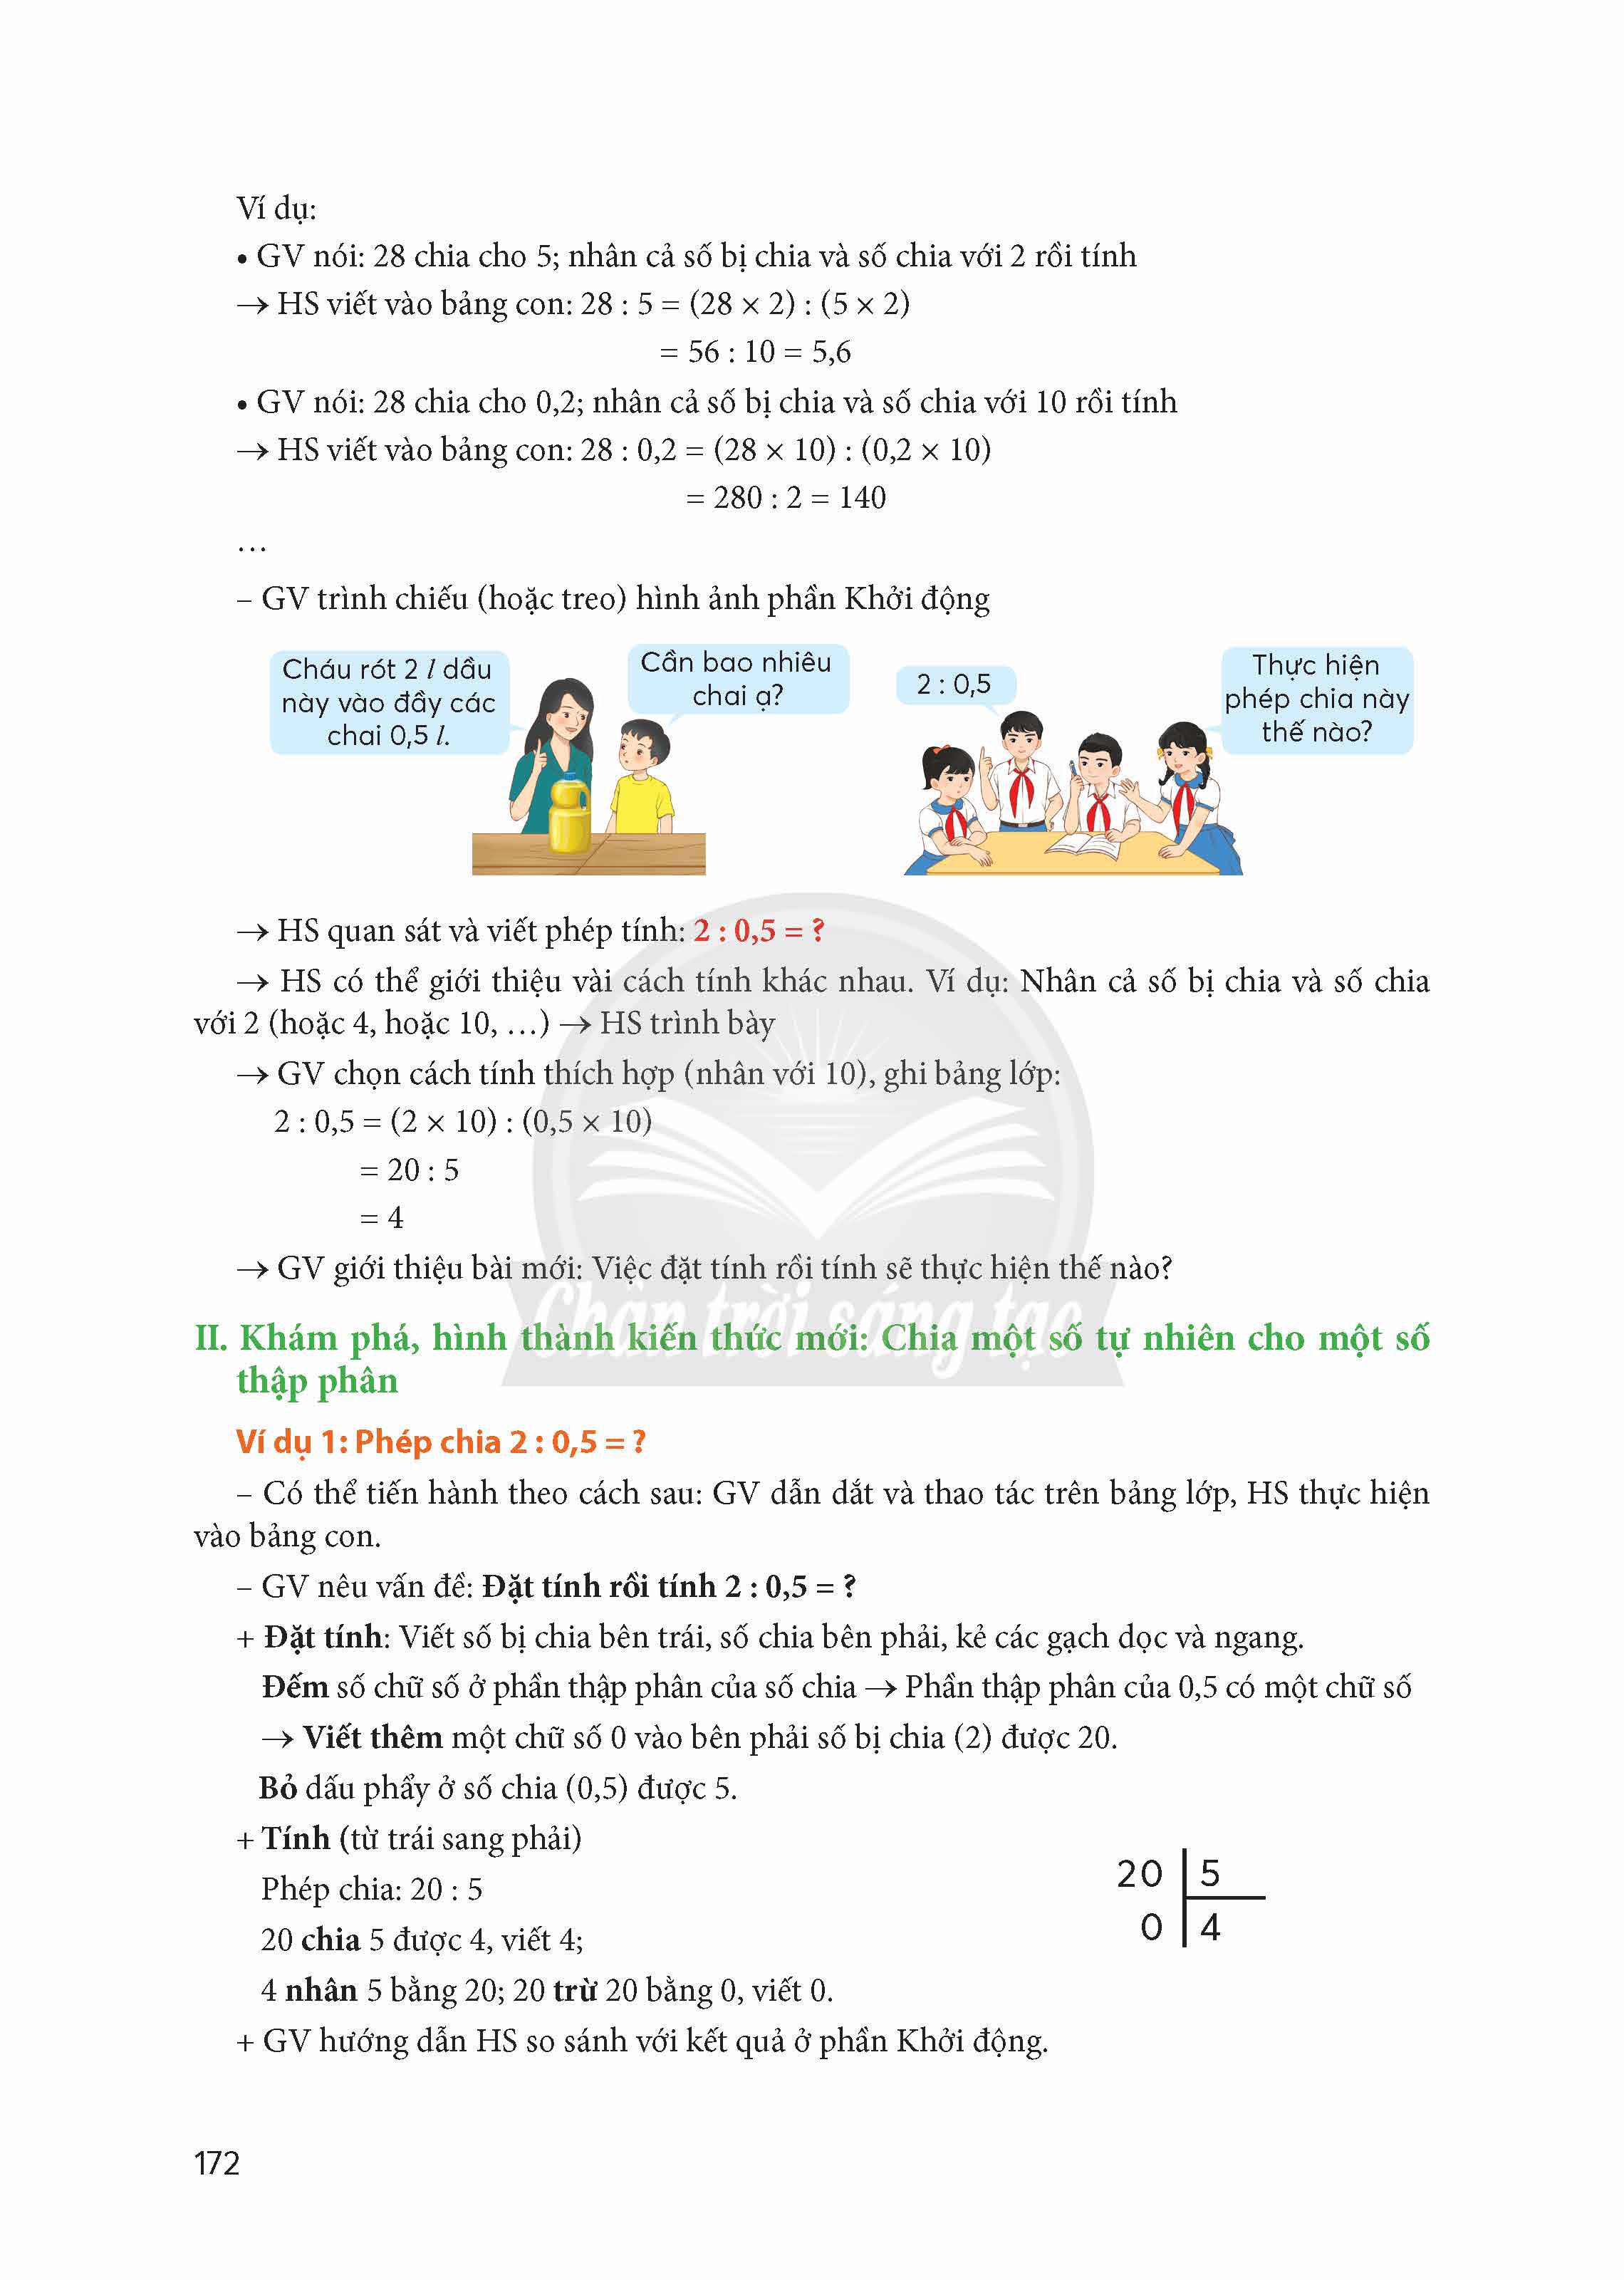 Ví dụ:
• GV nói: 28 chia cho 5; nhân cả số bị chia và số chia với 2 rồi tính
→ HS viết vào bảng con: 28 : 5 = (28 × 2) : (5 × 2)
= 56 : 10 = 5,6
• GV nói: 28 chia cho 0,2; nhân cả số bị chia và số chia với 10 rồi tính
→ HS viết vào bảng con: 28 : 0,2 = (28 × 10) : (0,2 × 10)
= 280 : 2 = 140
…
– GV trình chiếu (hoặc treo) hình ảnh phần Khởi động
Cháu rót 2 l dầu
này vào đầy các
chai 0,5 l.
Cần bao nhiêu
chai ạ?
2 : 0,5
Thực hiện
phép chia này
thế nào?
→ HS quan sát và viết phép tính: 2 : 0,5 = ?
→ HS có thể giới thiệu vài cách tính khác nhau. Ví dụ: Nhân cả số bị chia và số chia
với 2 (hoặc 4, hoặc 10, …) → HS trình bày
→ GV chọn cách tính thích hợp (nhân với 10), ghi bảng lớp:
2 : 0,5 = (2 × 10) : (0,5 × 10)
= 20 : 5
= 4
→ GV giới thiệu bài mới: Việc đặt tính rồi tính sẽ thực hiện thế nào?
Chân trời sáng tạo
II. Khám phá, hình thành kiến thức mới: Chia một số tự nhiên cho một số
thập phân
Ví dụ 1: Phép chia 2 : 0,5 = ?
– Có thể tiến hành theo cách sau: GV dẫn dắt và thao tác trên bảng lớp, HS thực hiện
vào bảng con.
– GV nêu vấn đề: Đặt tính rồi tính 2 : 0,5 = ?
+ Đặt tính: Viết số bị chia bên trái, số chia bên phải, kẻ các gạch dọc và ngang.
Đếm số chữ số ở phần thập phân của số chia → Phần thập phân của 0,5 có một chữ số
→ Viết thêm một chữ số 0 vào bên phải số bị chia (2) được 20.
Bỏ dấu phẩy ở số chia (0,5) được 5.
+ Tính (từ trái sang phải)
Phép chia: 20 : 5
20 chia 5 được 4, viết 4;
4 nhân 5 bằng 20; 20 trừ 20 bằng 0, viết 0.
20 5
0 4
+ GV hướng dẫn HS so sánh với kết quả ở phần Khởi động.
172